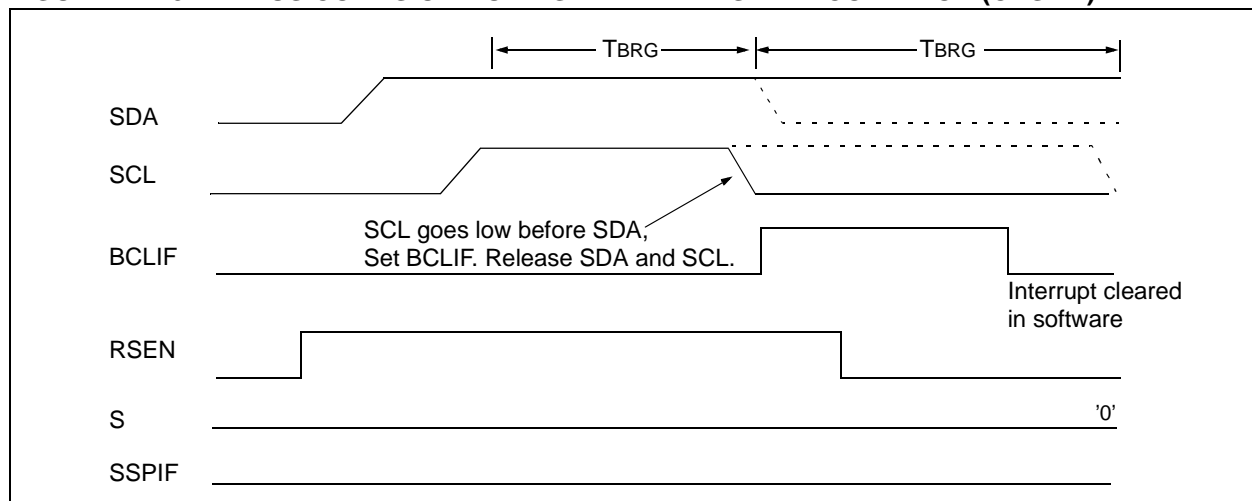 TBRG TBRG
SDA
SCL
SCL goes low before SDA,
Set BCLIF. Release SDA and SCL.
BCLIF
Interrupt cleared
in software
RSEN
S '0'
SSPIF